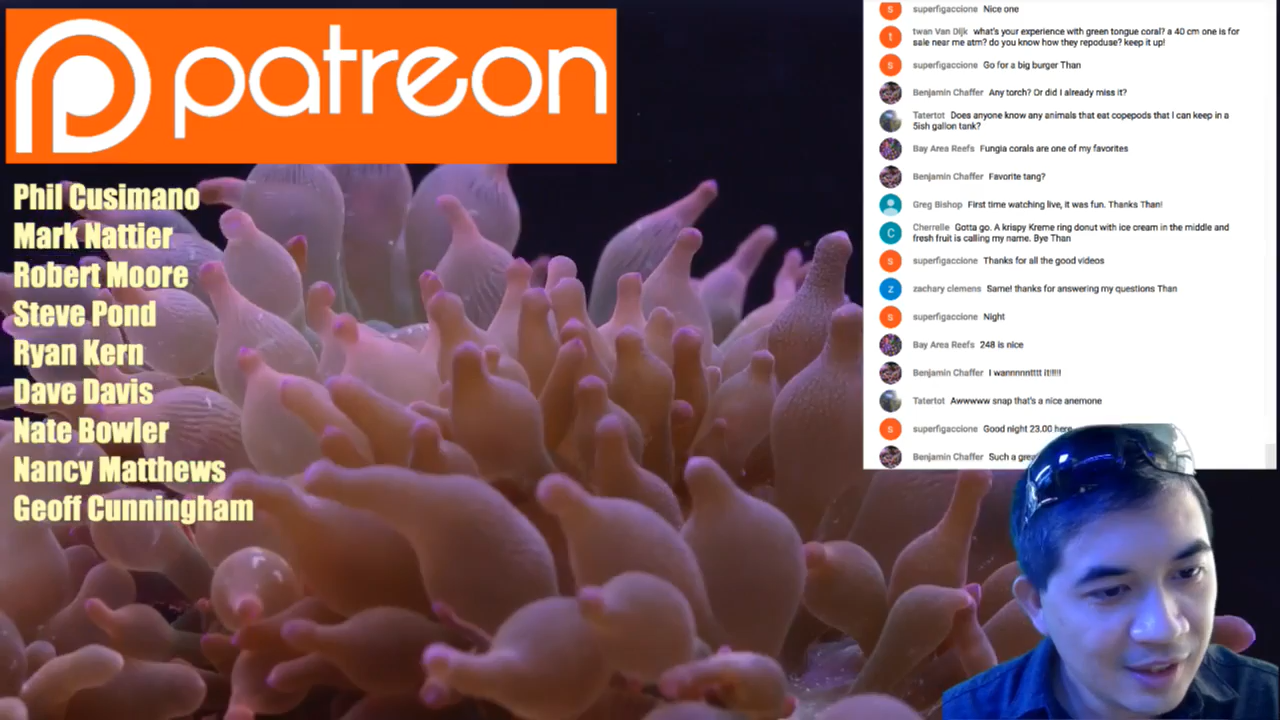 patreon
Phil Cusimano
Mark Nattier
Robert Moore
Steve Pond
Ryan Kern
Dave Davis
Nate Bowler
Nancy Matthews
Geoff Cunningham
s superfigaccione Nice one
t twan Van Dijk what's your experience with green tongue coral? a 40 cm one is for
sale near me atm? do you know how they repoduse? keep it up!
s superfigaccione Go for a big burger Than
Benjamin Chaffer Any torch? Or did I already miss it?
Tatertot Does anyone know any animals that eat copepods that I can keep in a
5ish gallon tank?
Bay Area Reefs Fungia corals are one of my favorites
Benjamin Chaffer Favorite tang?
Greg Bishop First time watching live, it was fun. Thanks Than!
C Cherrelle Gotta go. A krispy Kreme ring donut with ice cream in the middle and
fresh fruit is calling my name. Bye Than
s superfigaccione Thanks for all the good videos
z zachary clemens Same! thanks for answering my questions Than
s superfigaccione Night
Bay Area Reefs 248 is nice
Benjamin Chaffer I wannnnntttt it!!!!!
Tatertot Awwwww snap that's a nice anemone
s superfigaccione Good night 23.00 here
Benjamin Chaffer Such a